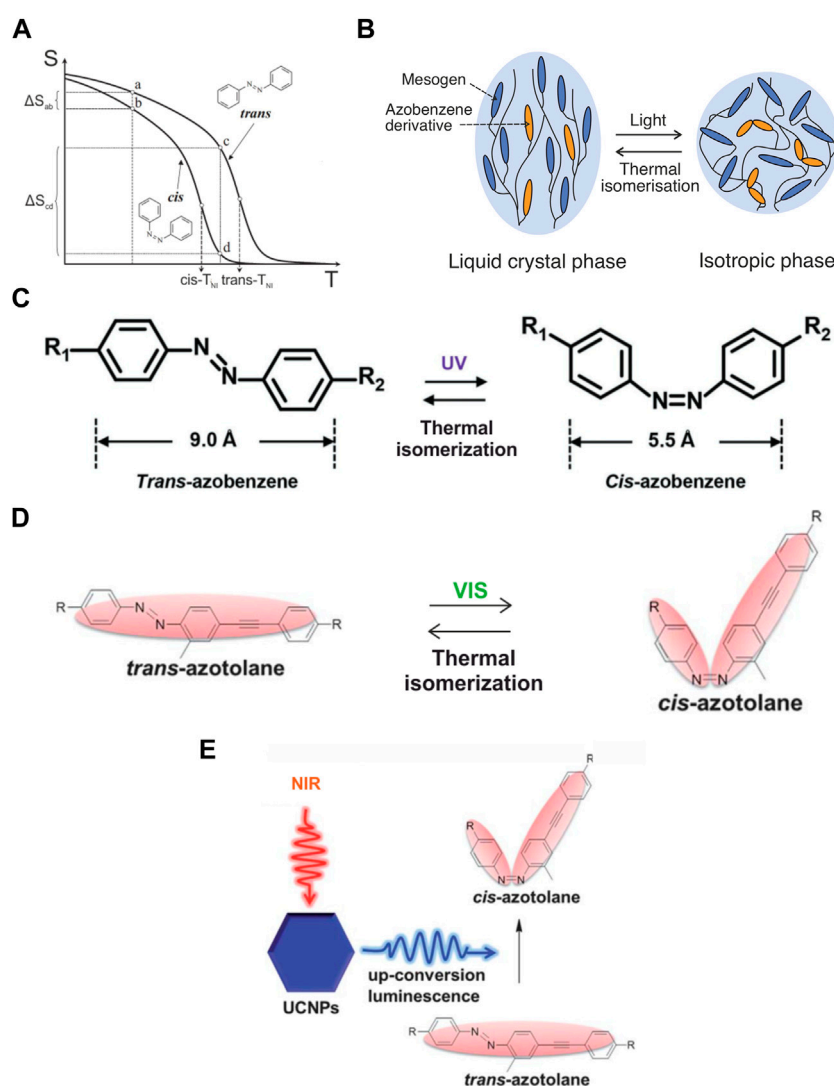 A
S
ΔS_ab
a
b
trans
c
ΔS_cd
cis
d
cis-T_NI trans-T_NI
T
B
Mesogen
Azobenzene
derivative
Light
Thermal
isomerisation
Liquid crystal phase
Isotropic phase
C
R₁
N
N
R₂
9.0 Å
Trans-azobenzene
UV
Thermal
isomerization
R₁
N=N
R₂
5.5 Å
Cis-azobenzene
D
R
N
N
R
trans-azotolane
VIS
Thermal
isomerization
R
R
N=N
cis-azotolane
E
NIR
UCNPs
up-conversion
luminescence
R
R
N=N
cis-azotolane
R
N
N
R
trans-azotolane